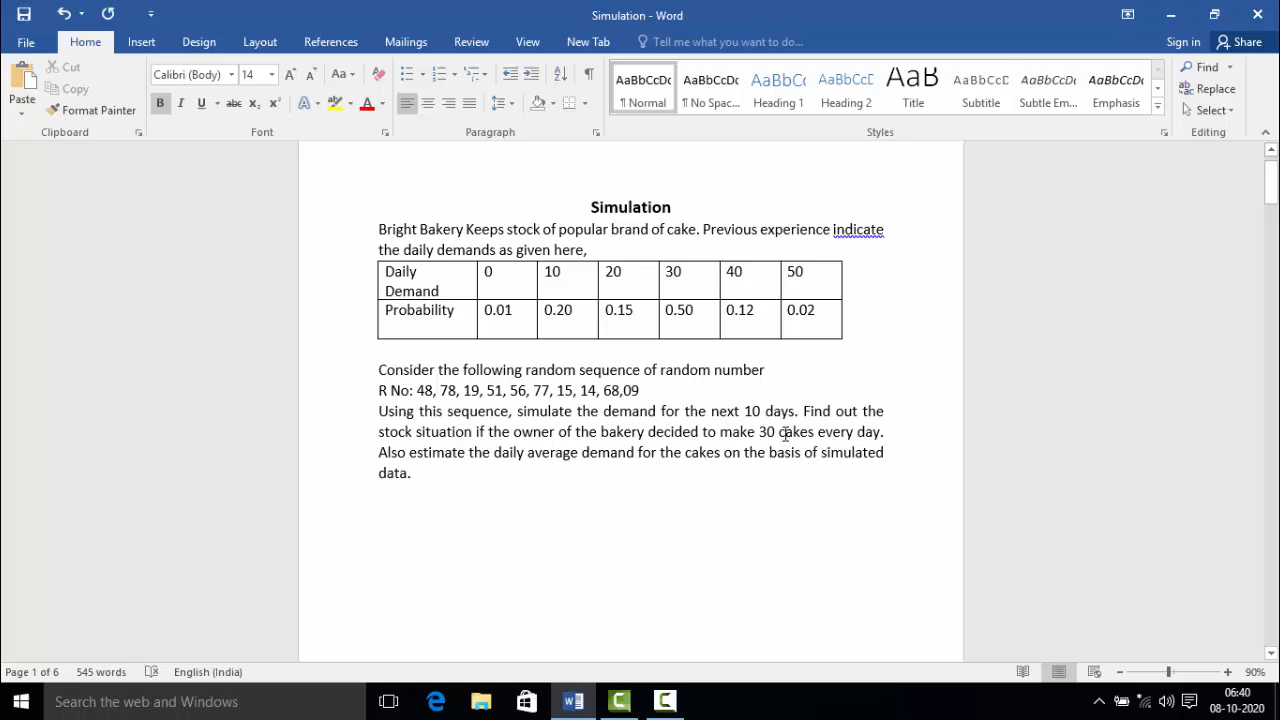 Simulation - Word
File Home Insert Design Layout References Mailings Review View New Tab Tell me what you want to do... Sign in Share
Paste
Cut
Copy
Format Painter
Clipboard
Calibri (Body) 14
Font
Paragraph
AaBbCcDc AaBbCcDc AaBbCc AaBbCcD AaB AaBbCcDc AaBbCcDc AaBbCcDc
¶ Normal ¶ No Spac... Heading 1 Heading 2 Title Subtitle Subtle Em... Emphasis
Styles
Find
Replace
Select
Editing
Simulation
Bright Bakery Keeps stock of popular brand of cake. Previous experience indicate
the daily demands as given here,
Daily Demand 0 10 20 30 40 50
Probability 0.01 0.20 0.15 0.50 0.12 0.02
Consider the following random sequence of random number
R No: 48, 78, 19, 51, 56, 77, 15, 14, 68,09
Using this sequence, simulate the demand for the next 10 days. Find out the
stock situation if the owner of the bakery decided to make 30 cakes every day.
Also estimate the daily average demand for the cakes on the basis of simulated
data.
Page 1 of 6 545 words English (India) 90%
Search the web and Windows
06:40
08-10-2020